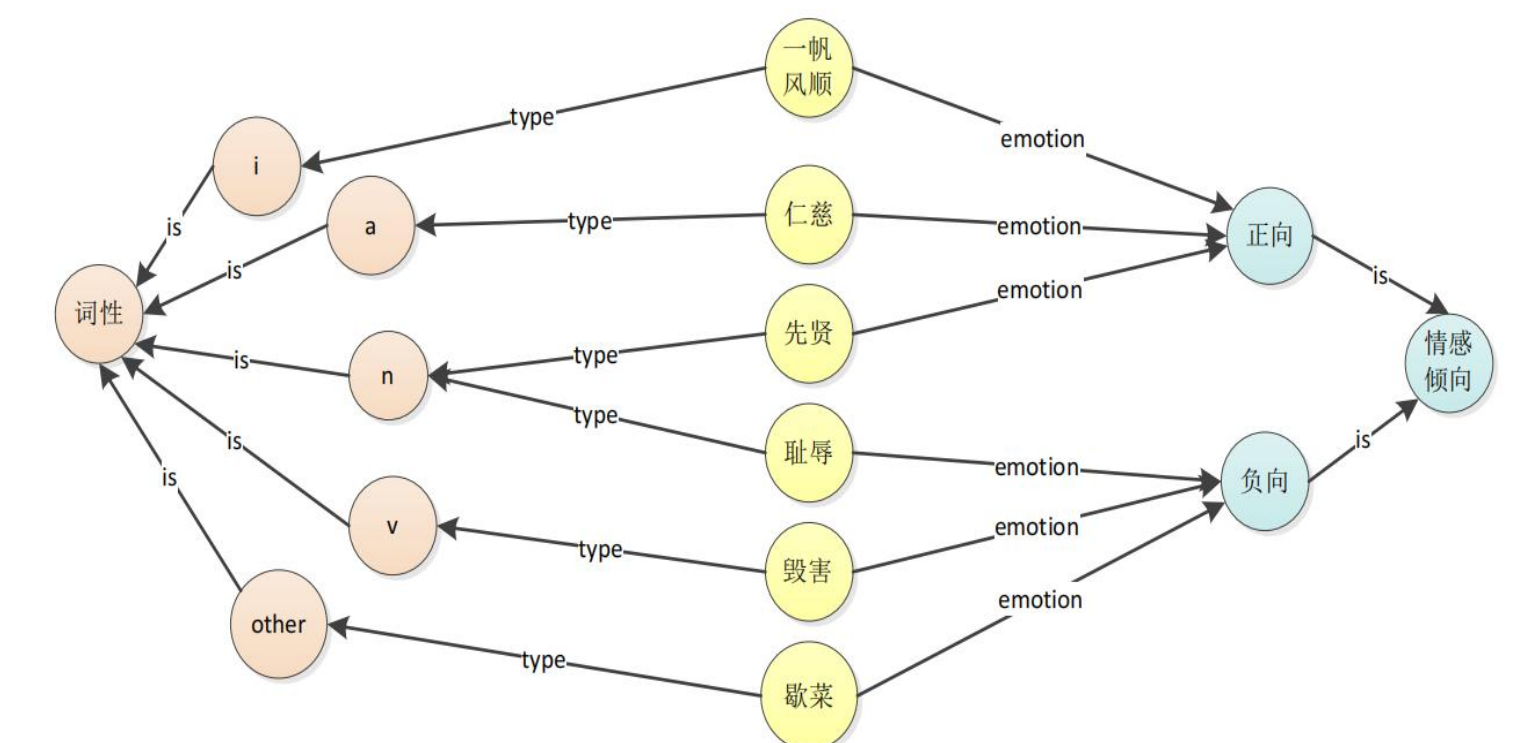 一帆
风顺
type
emotion
i
is
a
type
仁慈
emotion
正向
is
is
词性
先贤
emotion
情感
倾向
is
n
type
type
耻辱
emotion
is
is
负向
is
v
type
毁害
emotion
other
type
歇菜
emotion